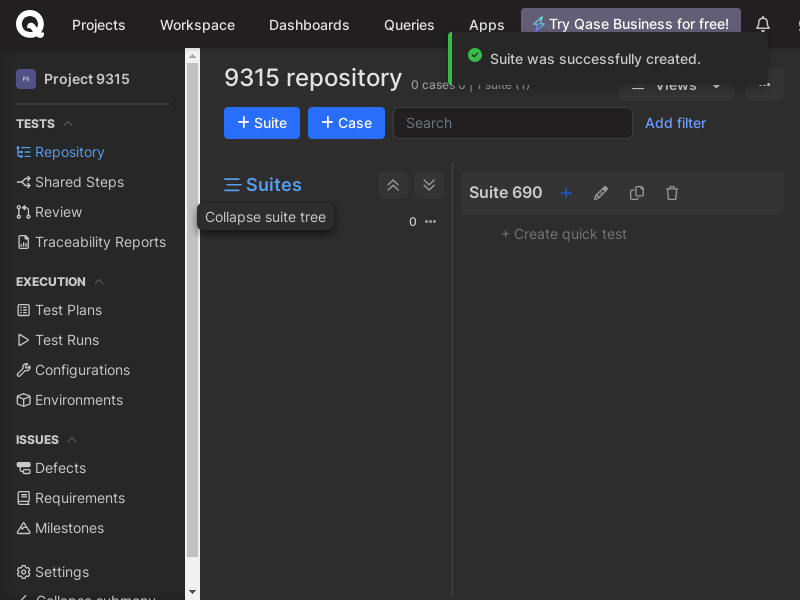 Projects
Workspace
Dashboards
Queries
Apps
Try Qase Business for free!
Suite was successfully created.
P9
Project 9315
TESTS
Repository
Shared Steps
Review
Traceability Reports
EXECUTION
Test Plans
Test Runs
Configurations
Environments
ISSUES
Defects
Requirements
Milestones
Settings
Collapse submenu
9315 repository
0 cases 0 | 1 suite (1)
Views
+ Suite
+ Case
Search
Add filter
Suites
Collapse suite tree
0
Suite 690
+ Create quick test